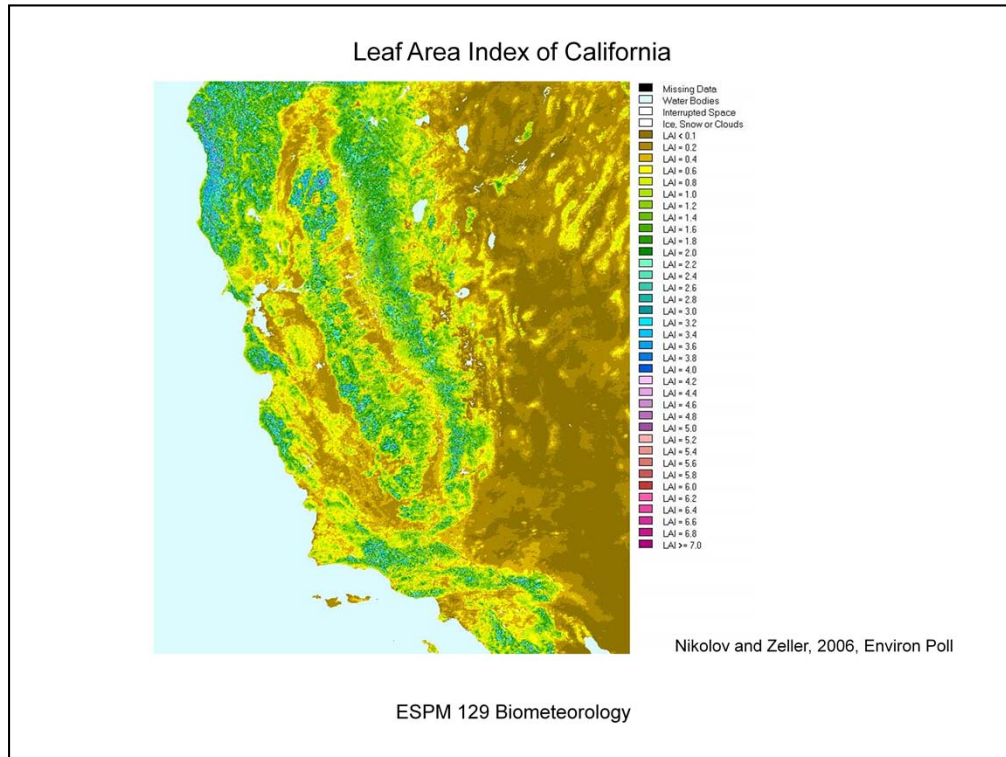 Leaf Area Index of California
Missing Data
Water Bodies
Interrupted Space
Ice, Snow or Clouds
LAI < 0.1
LAI = 0.2
LAI = 0.4
LAI = 0.6
LAI = 0.8
LAI = 1.0
LAI = 1.2
LAI = 1.4
LAI = 1.6
LAI = 1.8
LAI = 2.0
LAI = 2.2
LAI = 2.4
LAI = 2.6
LAI = 2.8
LAI = 3.0
LAI = 3.2
LAI = 3.4
LAI = 3.6
LAI = 3.8
LAI = 4.0
LAI = 4.2
LAI = 4.4
LAI = 4.6
LAI = 4.8
LAI = 5.0
LAI = 5.2
LAI = 5.4
LAI = 5.6
LAI = 5.8
LAI = 6.0
LAI = 6.2
LAI = 6.4
LAI = 6.6
LAI = 6.8
LAI >= 7.0
Nikolov and Zeller, 2006, Environ Poll
ESPM 129 Biometeorology